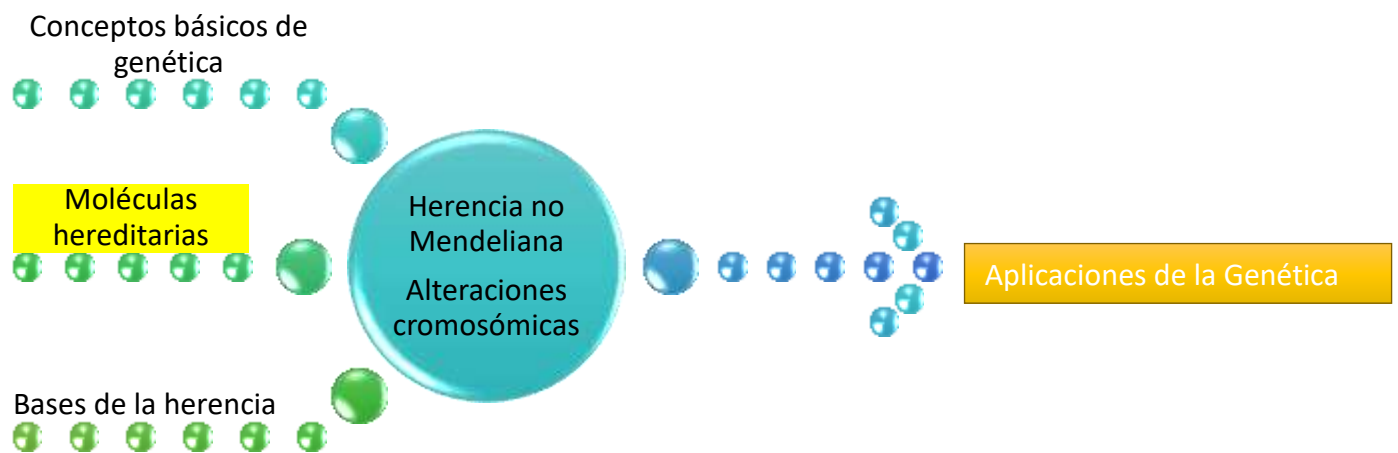 Conceptos básicos de
genética
Moléculas
hereditarias
Herencia no
Mendeliana
Alteraciones
cromosómicas
Aplicaciones de la Genética
Bases de la herencia